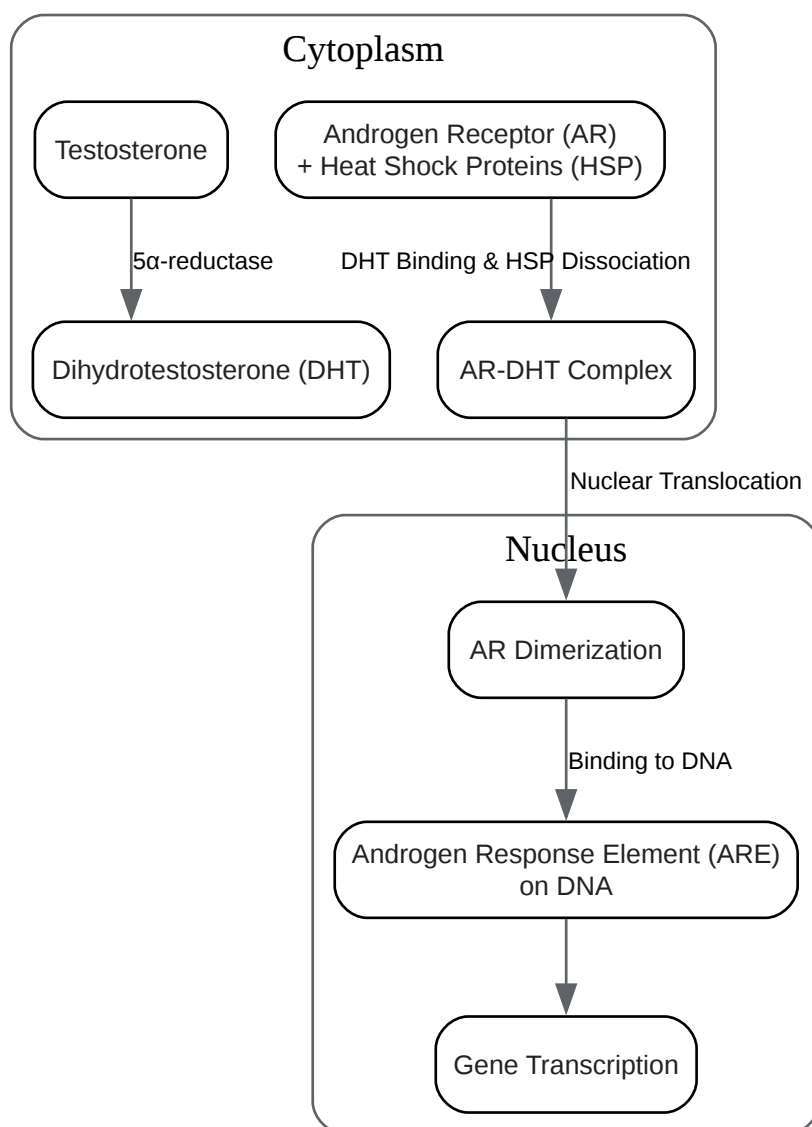 Cytoplasm
Testosterone
Androgen Receptor (AR)
+ Heat Shock Proteins (HSP)
5α-reductase
DHT Binding & HSP Dissociation
Dihydrotestosterone (DHT)
AR-DHT Complex
Nuclear Translocation
Nucleus
AR Dimerization
Binding to DNA
Androgen Response Element (ARE)
on DNA
Gene Transcription